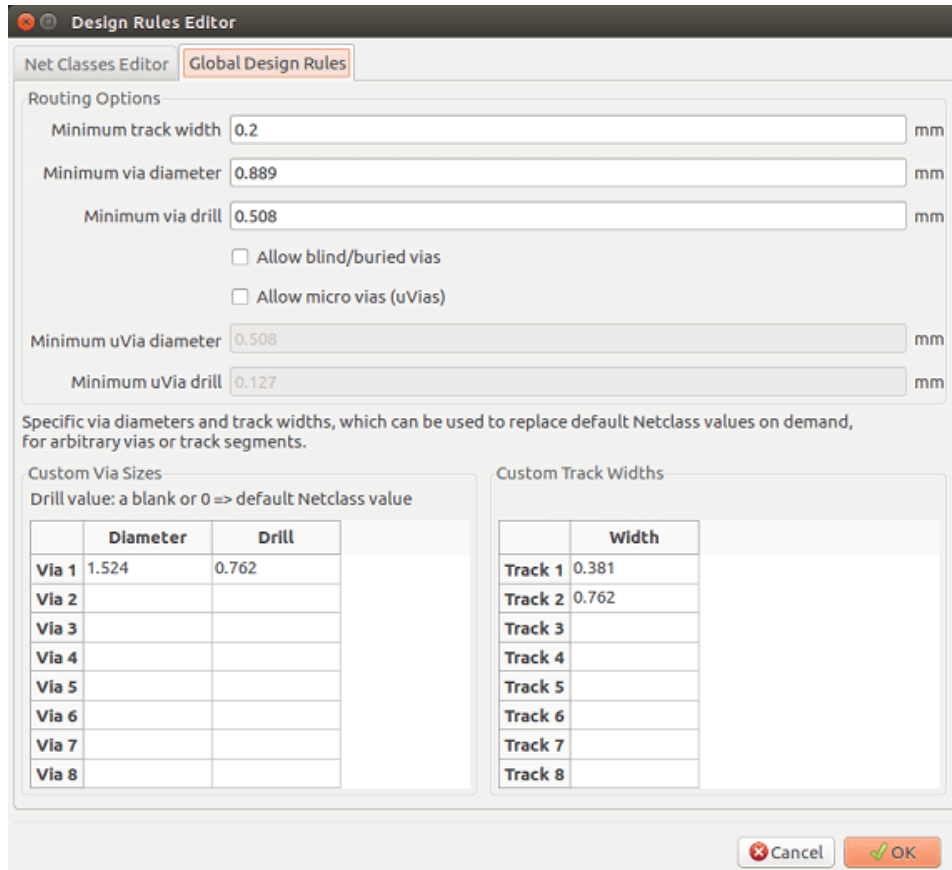 Design Rules Editor
Net Classes Editor Global Design Rules
Routing Options
Minimum track width 0.2 mm
Minimum via diameter 0.889 mm
Minimum via drill 0.508 mm
Allow blind/buried vias
Allow micro vias (uVias)
Minimum uVia diameter 0.508 mm
Minimum uVia drill 0.127 mm
Specific via diameters and track widths, which can be used to replace default Netclass values on demand,
for arbitrary vias or track segments.
Custom Via Sizes
Drill value: a blank or 0 => default Netclass value
Diameter Drill
Via 1 1.524 0.762
Via 2
Via 3
Via 4
Via 5
Via 6
Via 7
Via 8
Custom Track Widths
Width
Track 1 0.381
Track 2 0.762
Track 3
Track 4
Track 5
Track 6
Track 7
Track 8
Cancel OK